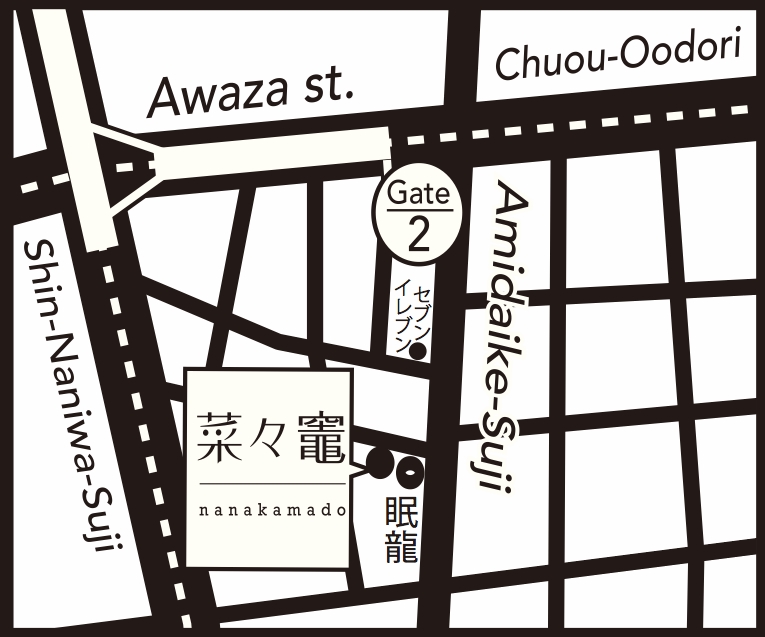 Chuou-Oodori
Awaza st.
Gate
2
Amidaike-Suji
Shin-Naniwa-Suji
セブン
イレブン
菜々竈
nanakamado
眠龍